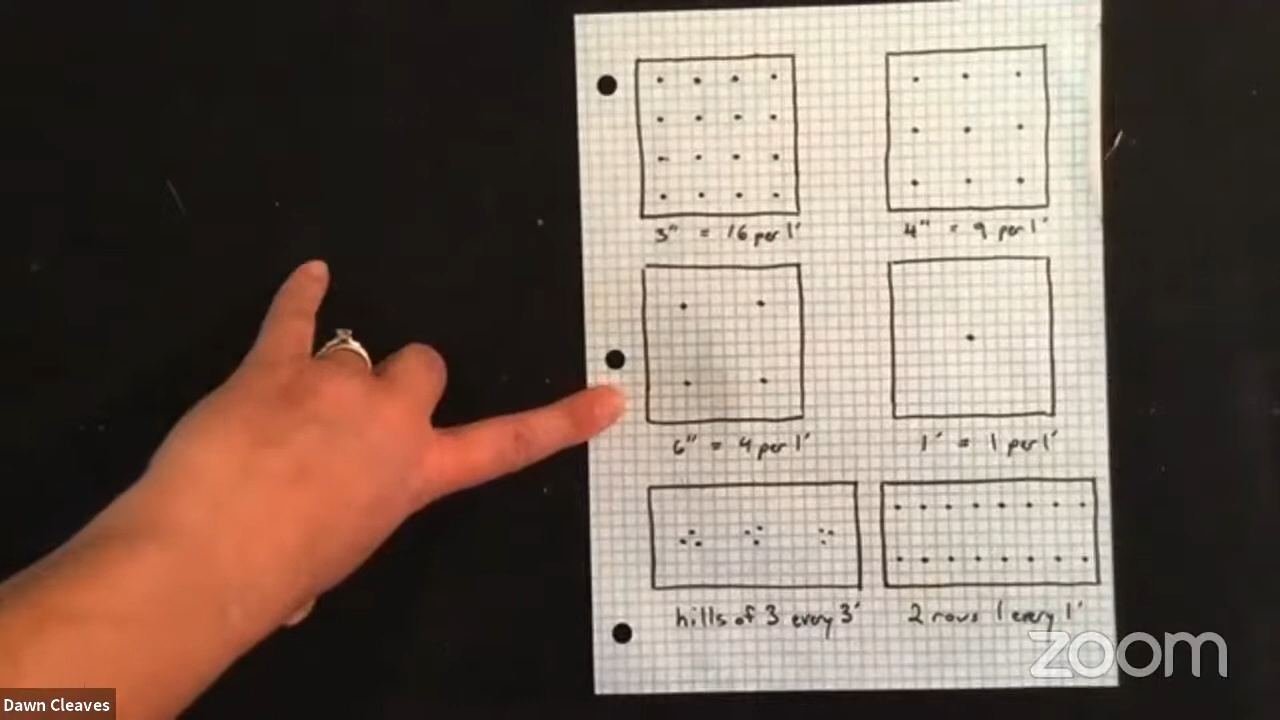 3" = 16 per 1'
4" = 9 per 1'
6" = 4 per 1'
1' = 1 per 1'
hills of 3 every 3'
2 rows 1 every 1'
zoom
Dawn Cleaves